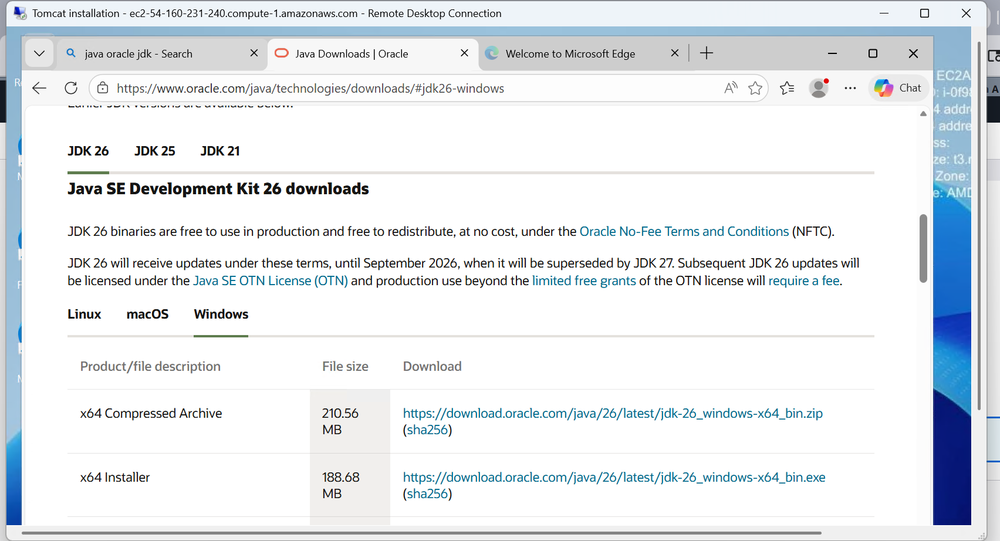 Tomcat installation - ec2-54-160-231-240.compute-1.amazonaws.com - Remote Desktop Connection
java oracle jdk - Search
Java Downloads | Oracle
Welcome to Microsoft Edge
https://www.oracle.com/java/technologies/downloads/#jdk26-windows
Chat
EC2A
: i-0f98
4 addr
addre
ss:
ze: t3.
Zone:
e: AMD
Earlier JDK versions are available below.
JDK 26 JDK 25 JDK 21
Java SE Development Kit 26 downloads
JDK 26 binaries are free to use in production and free to redistribute, at no cost, under the Oracle No-Fee Terms and Conditions (NFTC).
JDK 26 will receive updates under these terms, until September 2026, when it will be superseded by JDK 27. Subsequent JDK 26 updates will
be licensed under the Java SE OTN License (OTN) and production use beyond the limited free grants of the OTN license will require a fee.
Linux macOS Windows
Product/file description File size Download
x64 Compressed Archive 210.56 MB https://download.oracle.com/java/26/latest/jdk-26_windows-x64_bin.zip
(sha256)
x64 Installer 188.68 MB https://download.oracle.com/java/26/latest/jdk-26_windows-x64_bin.exe
(sha256)